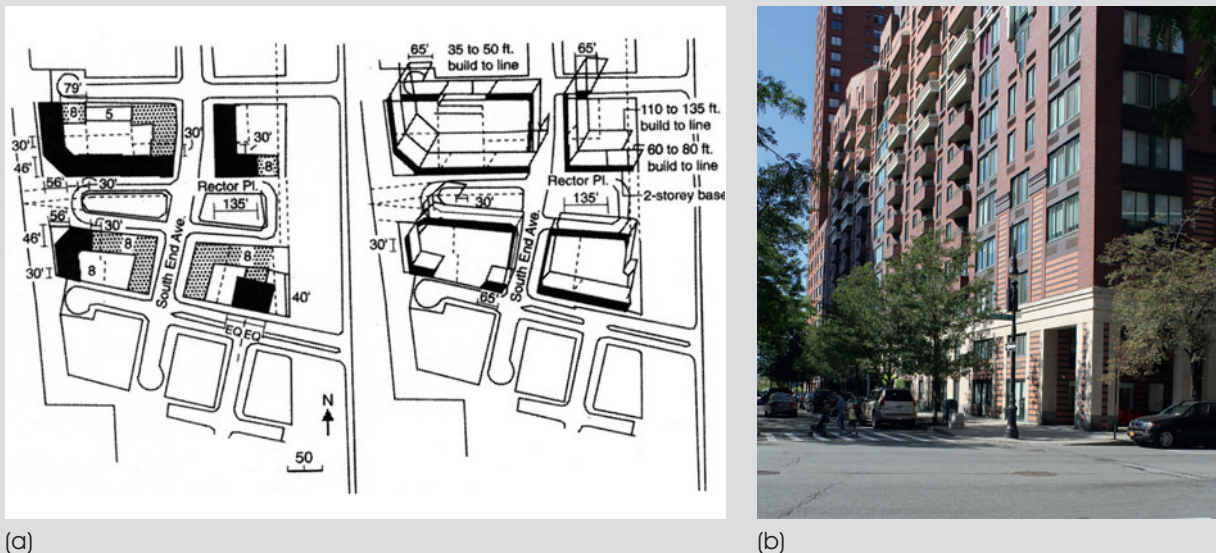 79'
8
5
30'
46'
30'
30'
8
56'
30'
Rector Pl.
135'
56'
30'
46'
30'
8
8
8
40'
South End Ave.
EQ EQ
N
50
65'
35 to 50 ft.
build to line
65'
110 to 135 ft.
build to line
60 to 80 ft.
build to line
Rector Pl.
2-storey base
135'
30'
30'
65'
South End Ave.
(a)
(b)